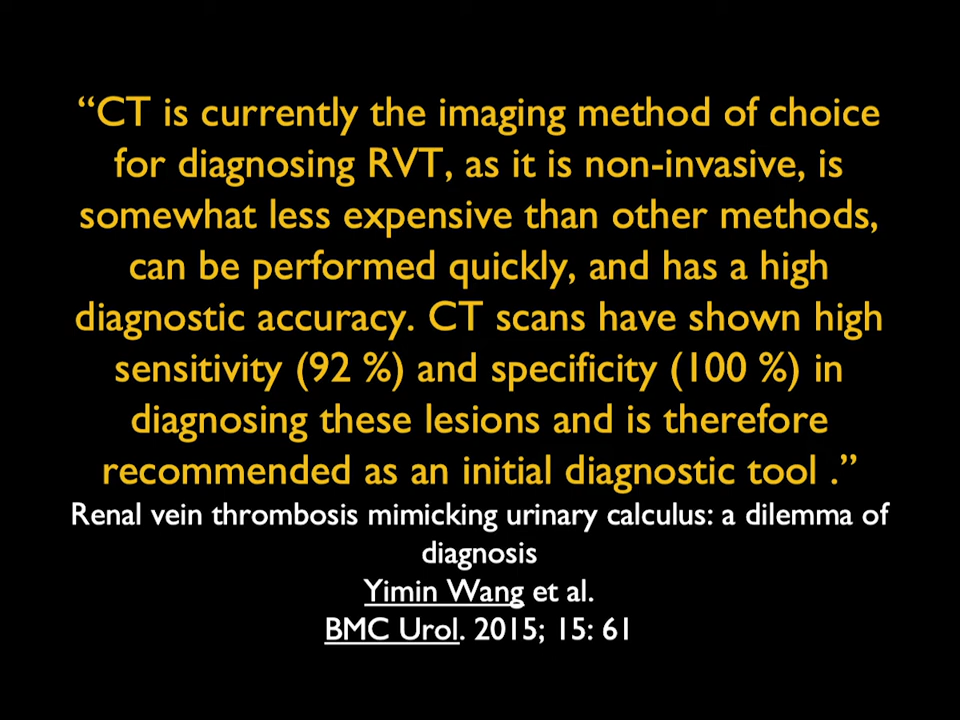 “CT is currently the imaging method of choice
for diagnosing RVT, as it is non-invasive, is
somewhat less expensive than other methods,
can be performed quickly, and has a high
diagnostic accuracy. CT scans have shown high
sensitivity (92 %) and specificity (100 %) in
diagnosing these lesions and is therefore
recommended as an initial diagnostic tool .”
Renal vein thrombosis mimicking urinary calculus: a dilemma of
diagnosis
Yimin Wang et al.
BMC Urol. 2015; 15: 61